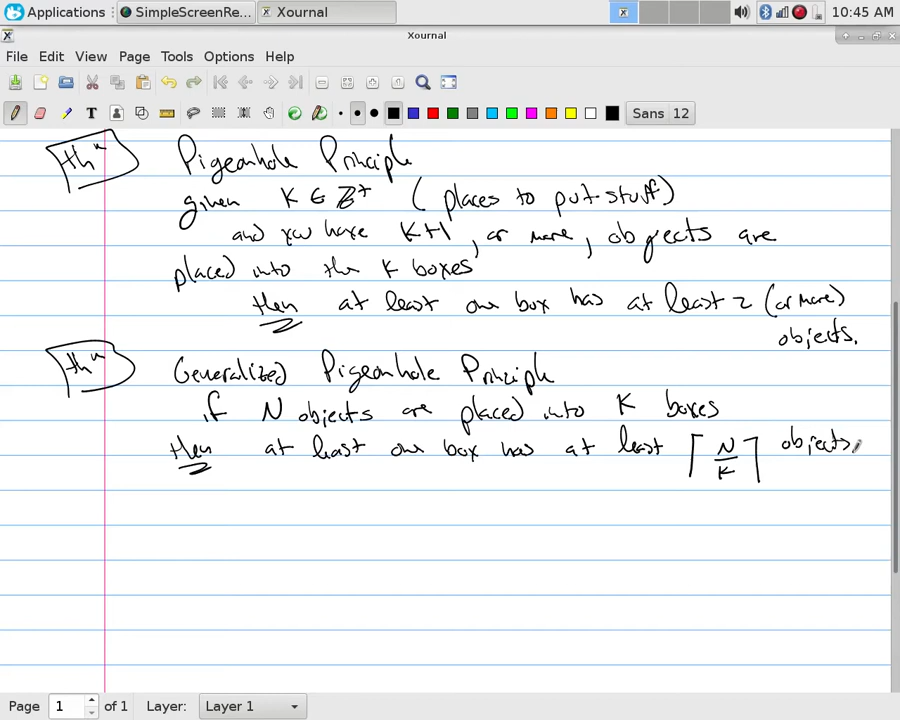 Applications SimpleScreenRe... Xournal 10:45 AM
Xournal
File Edit View Page Tools Options Help
T Sans 12
thm Pigeonhole Principle
given K ∈ ℤ⁺ (places to put stuff)
and you have K+1, or more, objects are
placed into the K boxes
then at least one box has at least 2 (or more)
objects.
thm Generalized Pigeonhole Principle
if N objects are placed into K boxes
then at least one box has at least ⌈N/K⌉ objects
Page 1 of 1 Layer: Layer 1